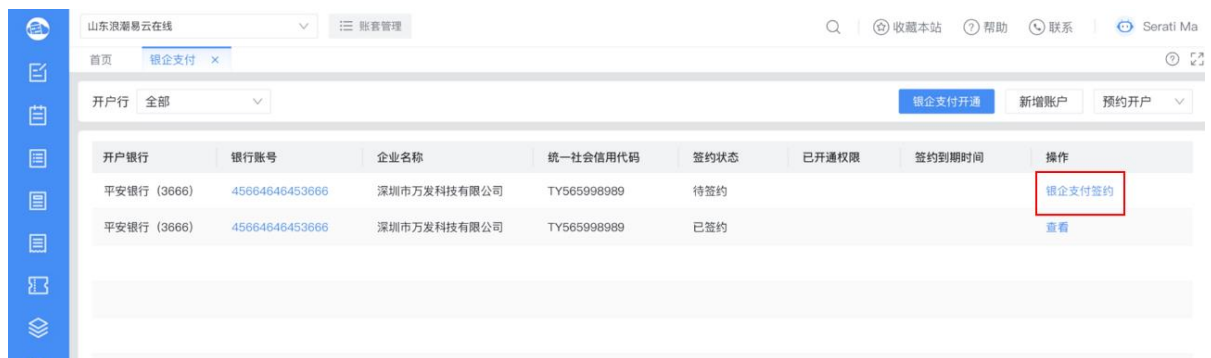 山东浪潮易云在线 账套管理 收藏本站 帮助 联系 Serati Ma
首页 银企支付 ×
开户行 全部 银企支付开通 新增账户 预约开户
开户银行 银行账号 企业名称 统一社会信用代码 签约状态 已开通权限 签约到期时间 操作
平安银行（3666） 45664646453666 深圳市万发科技有限公司 TY565998989 待签约 银企支付签约
平安银行（3666） 45664646453666 深圳市万发科技有限公司 TY565998989 已签约 查看